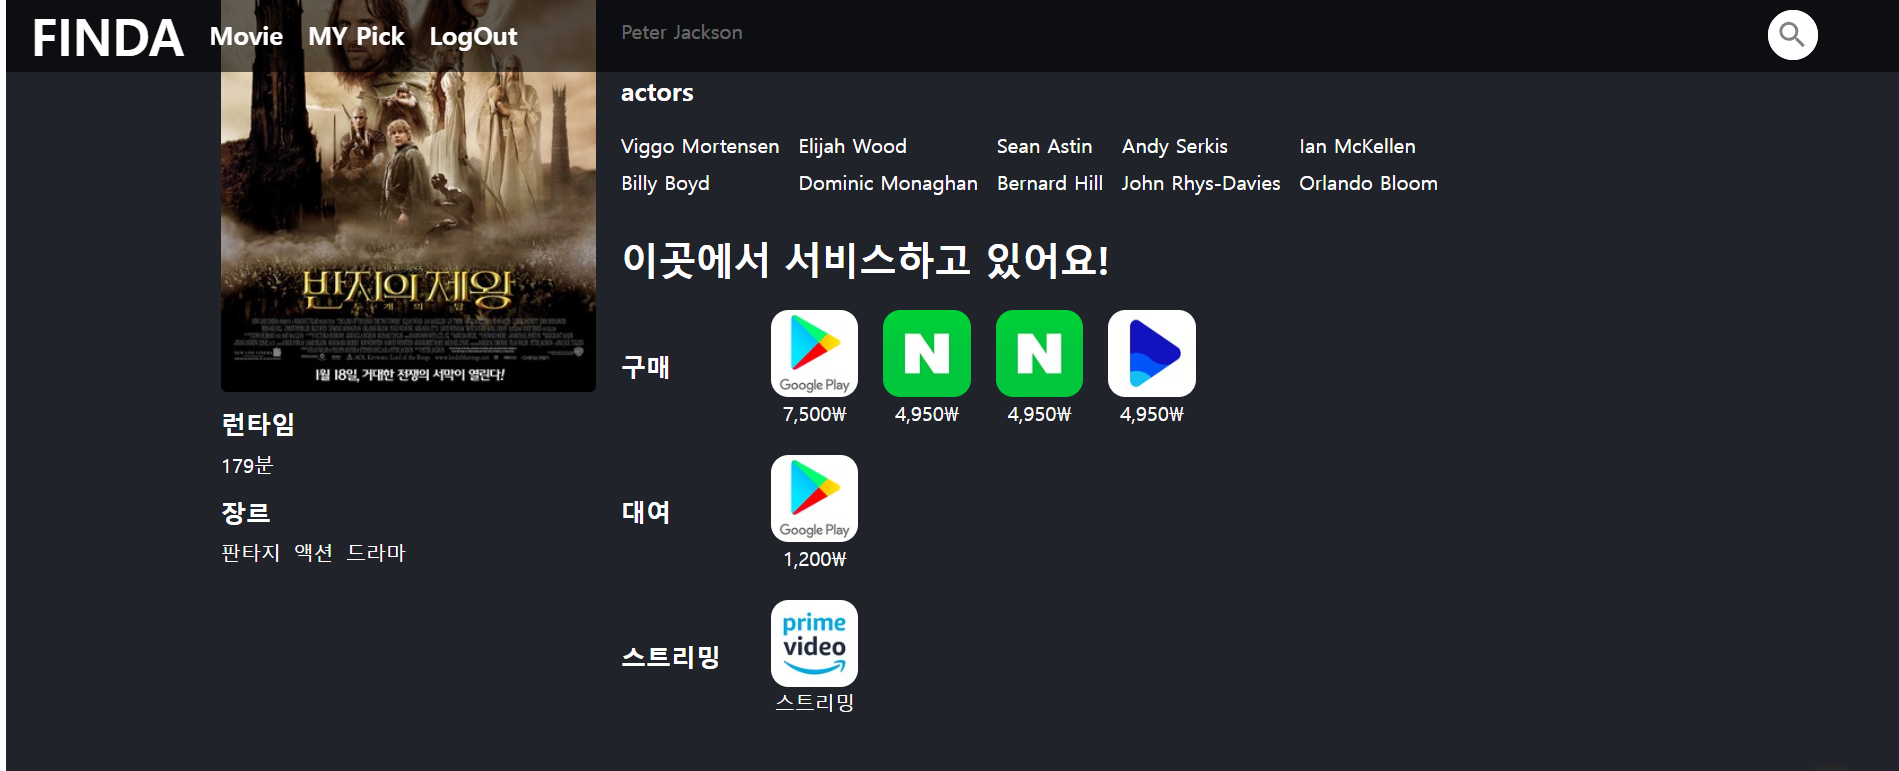 FINDA Movie MY Pick LogOut
Peter Jackson
actors
Viggo Mortensen Elijah Wood Sean Astin Andy Serkis Ian McKellen
Billy Boyd Dominic Monaghan Bernard Hill John Rhys-Davies Orlando Bloom
반지의 제왕
두 개 의 탑
1월 18일, 거대한 전쟁의 서막이 열린다!
런타임
179분
장르
판타지 액션 드라마
이곳에서 서비스하고 있어요!
구매
Google Play
N
N
7,500₩ 4,950₩ 4,950₩ 4,950₩
대여
Google Play
1,200₩
스트리밍
prime
video
스트리밍